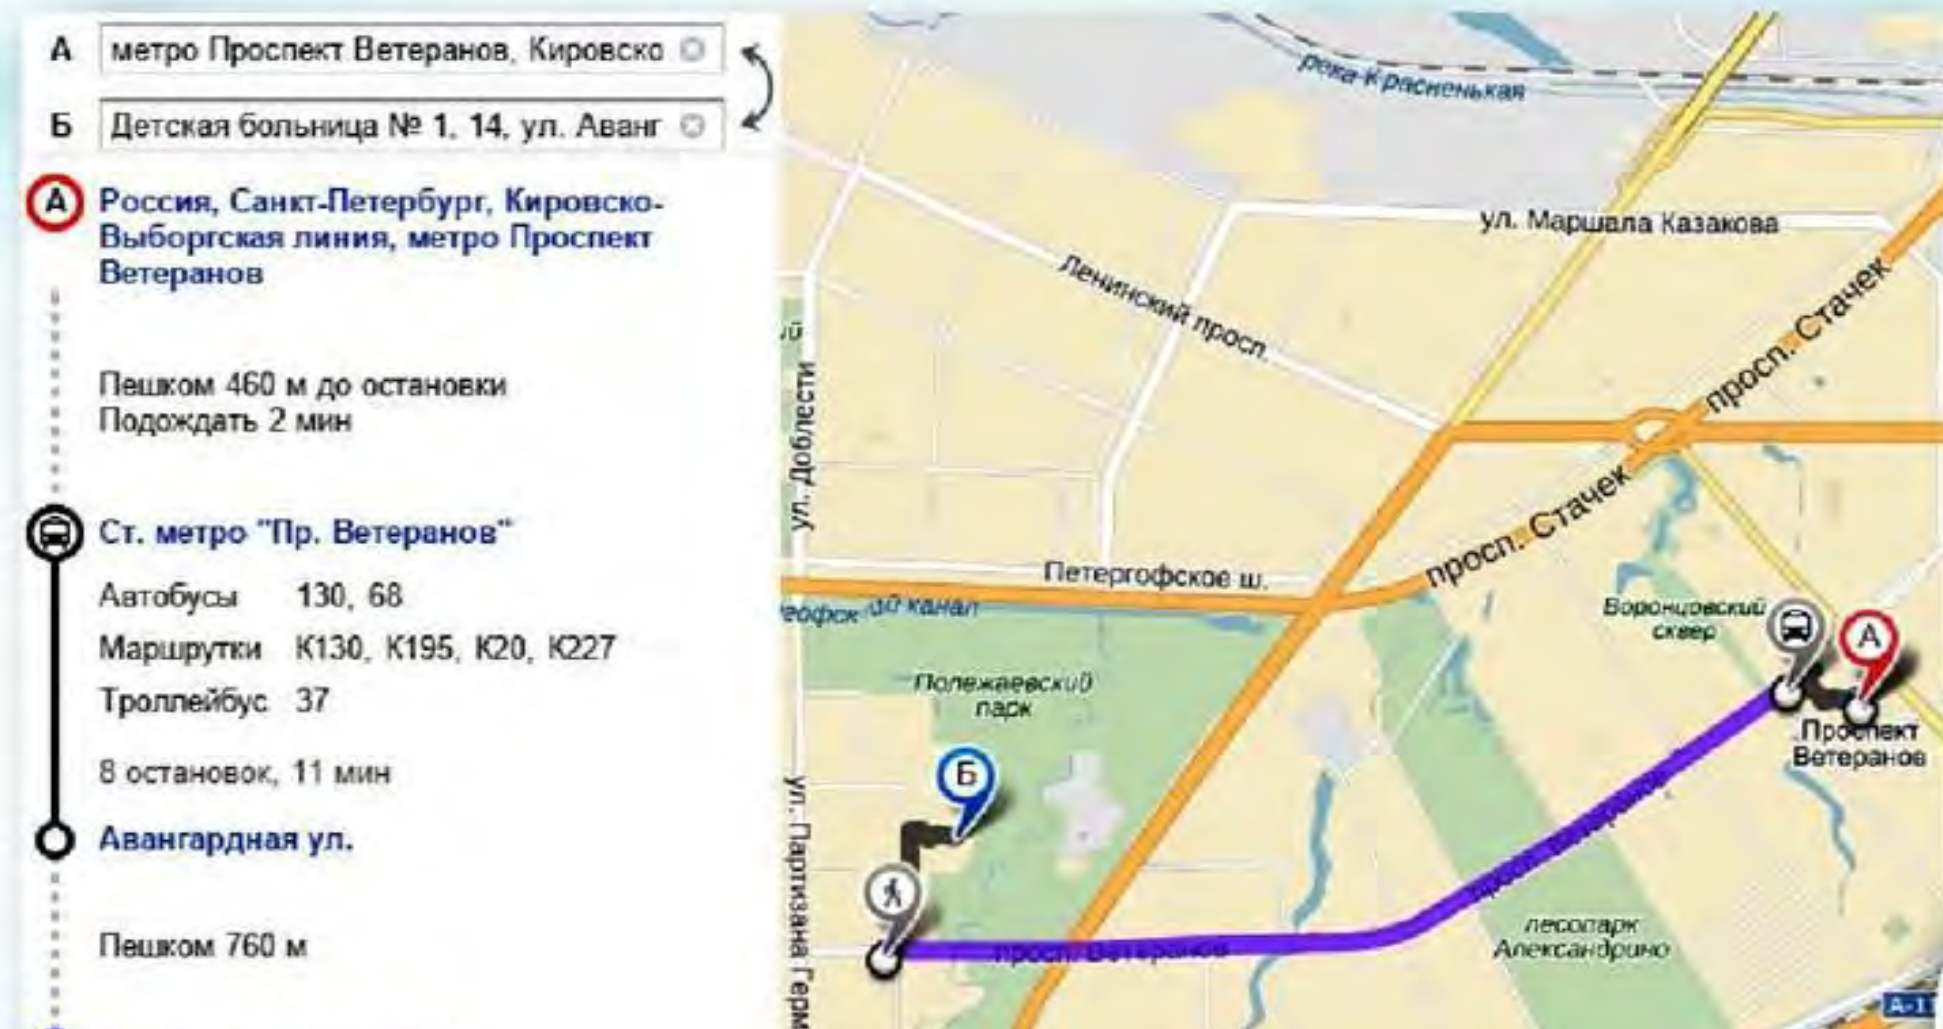 А
метро Проспект Ветеранов, Кировско
Б
Детская больница № 1, 14, ул. Аванг
А
Россия, Санкт-Петербург, Кировско-
Выборгская линия, метро Проспект
Ветеранов
Пешком 460 м до остановки
Подождать 2 мин
Ст. метро "Пр. Ветеранов"
Автобусы 130, 68
Маршрутки К130, К195, К20, К227
Троллейбус 37
8 остановок, 11 мин
Авангардная ул.
Пешком 760 м
река Красненькая
ул. Маршала Казакова
Ленинский просп.
просп. Стачек
ул. Доблести
просп. Стачек
Петергофское ш.
канал
Воронцовский
сквер
А
Полежаевский
парк
Проспект
Ветеранов
Б
ул. Партизана Герм
лесопарк
Александрино
просп. Ветеранов